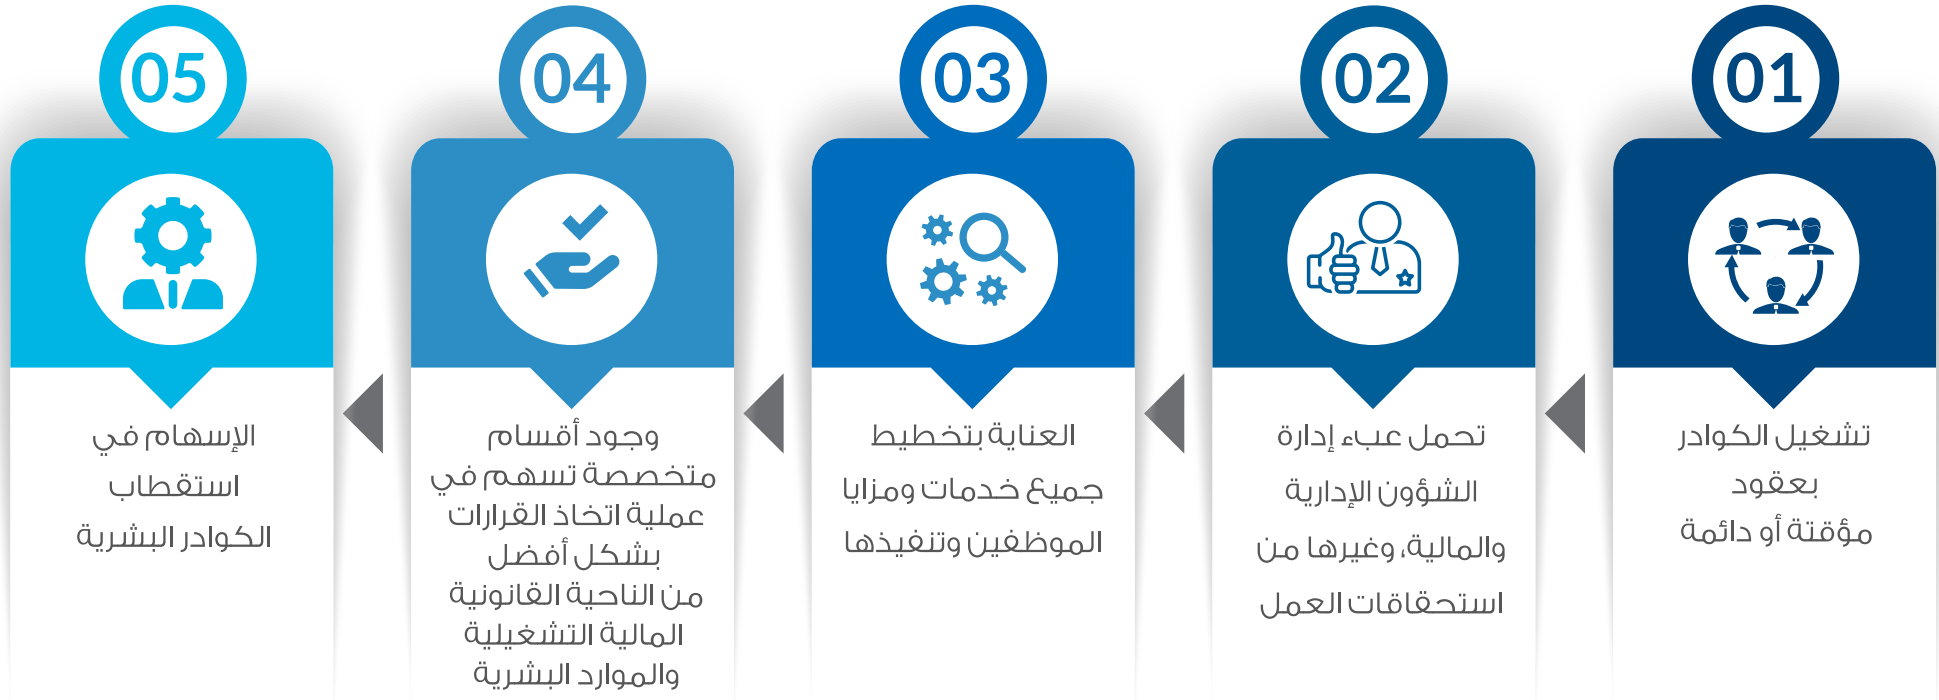 01
تشغيل الكوادر
بعقود
مؤقتة أو دائمة
02
تحمل عبء إدارة
الشؤون الإدارية
والمالية، وغيرها من
استحقاقات العمل
03
العناية بتخطيط
جميع خدمات ومزايا
الموظفين وتنفيذها
04
وجود أقسام
متخصصة تسهم في
عملية اتخاذ القرارات
بشكل أفضل
من الناحية القانونية
المالية التشغيلية
والموارد البشرية
05
الإسهام في
استقطاب
الكوادر البشرية